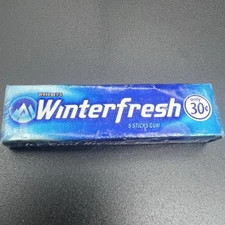 WRIGLEY'S
Winterfresh
30¢
5 STICKS GUM